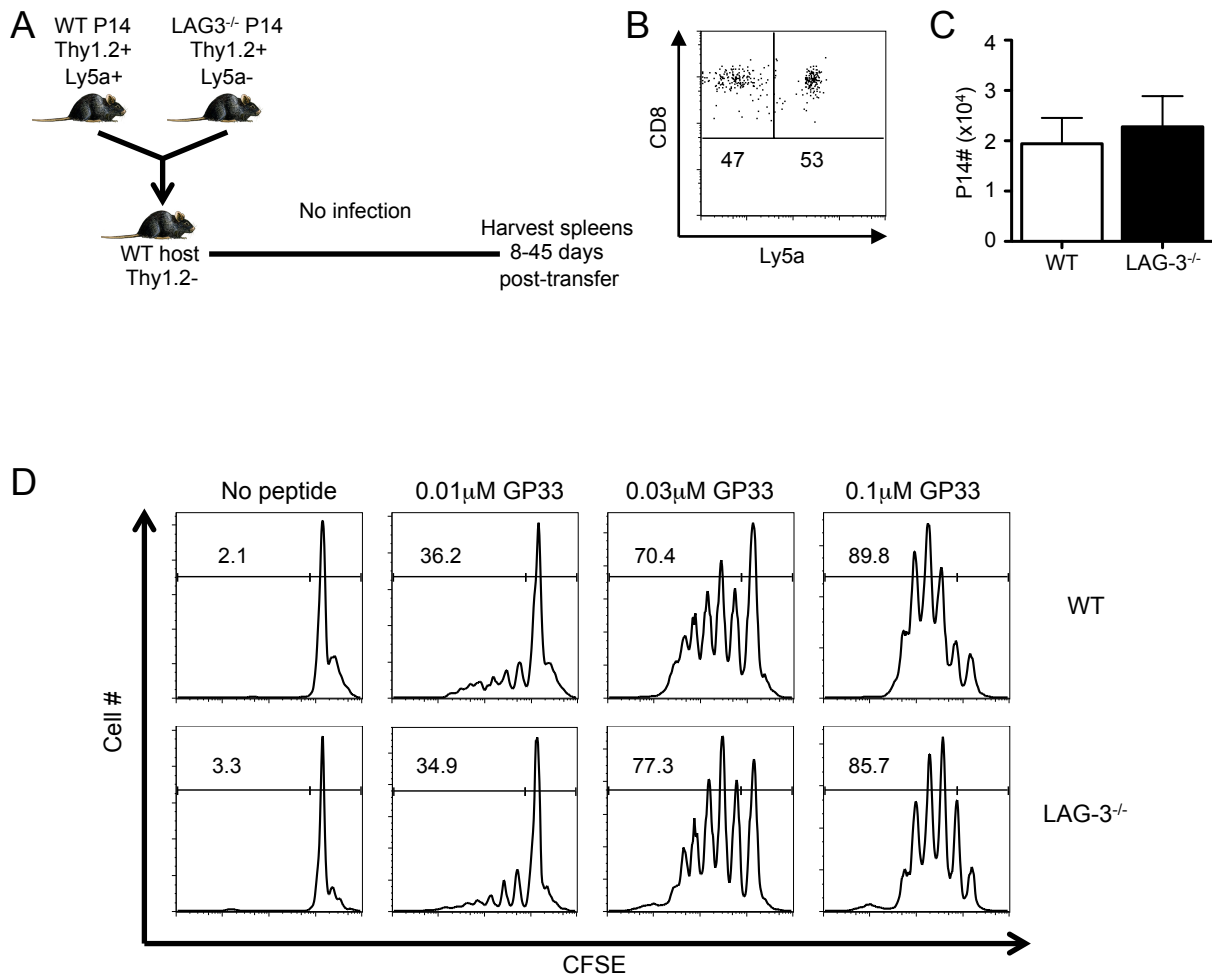 A
WT P14
Thy1.2+
Ly5a+
LAG3-/- P14
Thy1.2+
Ly5a-
WT host
Thy1.2-
No infection
Harvest spleens
8-45 days
post-transfer
B
CD8
47
53
Ly5a
C
P14# (x10⁴)
4
3
2
1
0
WT
LAG-3-/-
D
No peptide
0.01μM GP33
0.03μM GP33
0.1μM GP33
2.1
36.2
70.4
89.8
WT
3.3
34.9
77.3
85.7
LAG-3-/-
Cell #
CFSE